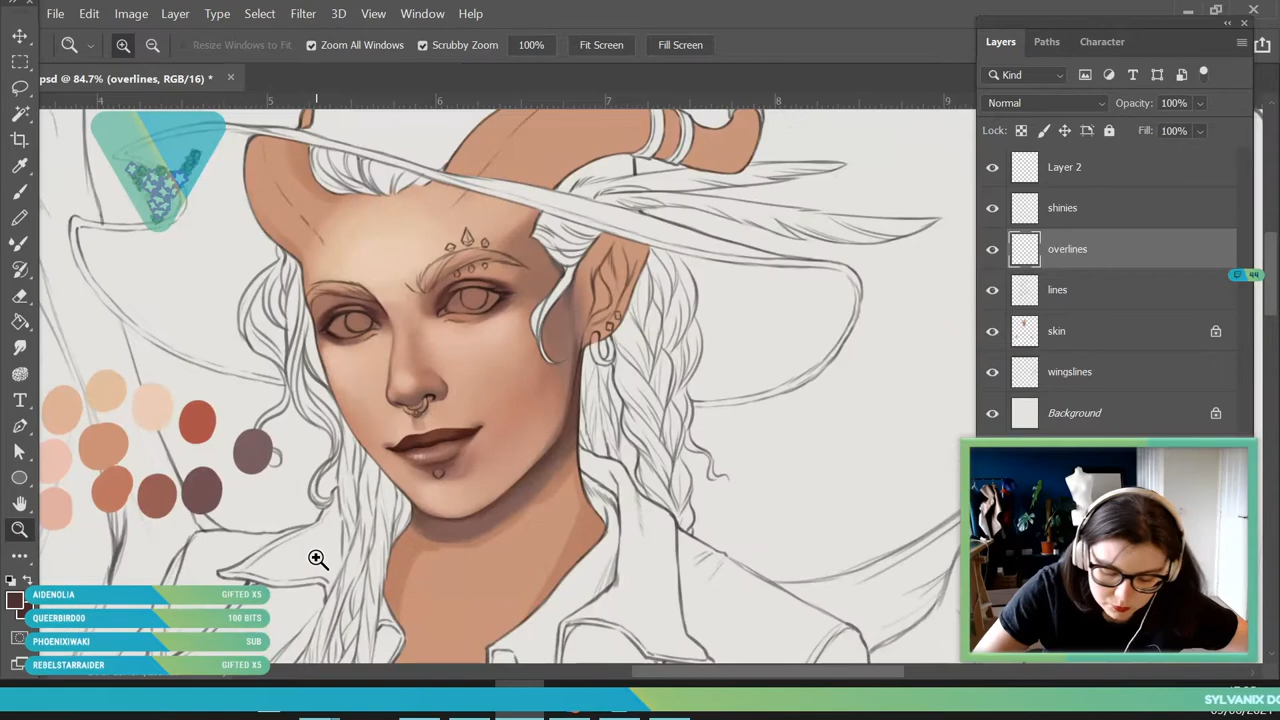 File Edit Image Layer Type Select Filter 3D View Window Help
Resize Windows to Fit Zoom All Windows Scrubby Zoom 100% Fit Screen Fill Screen
psd @ 84.7% (overlines, RGB/16) *
4 5 6 7 8 9
Layers Paths Character
Kind
Normal Opacity: 100%
Lock: Fill: 100%
Layer 2
shinies
overlines
44
lines
skin
wingslines
Background
AIDENOLIA GIFTED X5
QUEERBIRD00 100 BITS
PHOENIXIWAKI SUB
REBELSTARRAIDER GIFTED X5
SYLVANIX DO